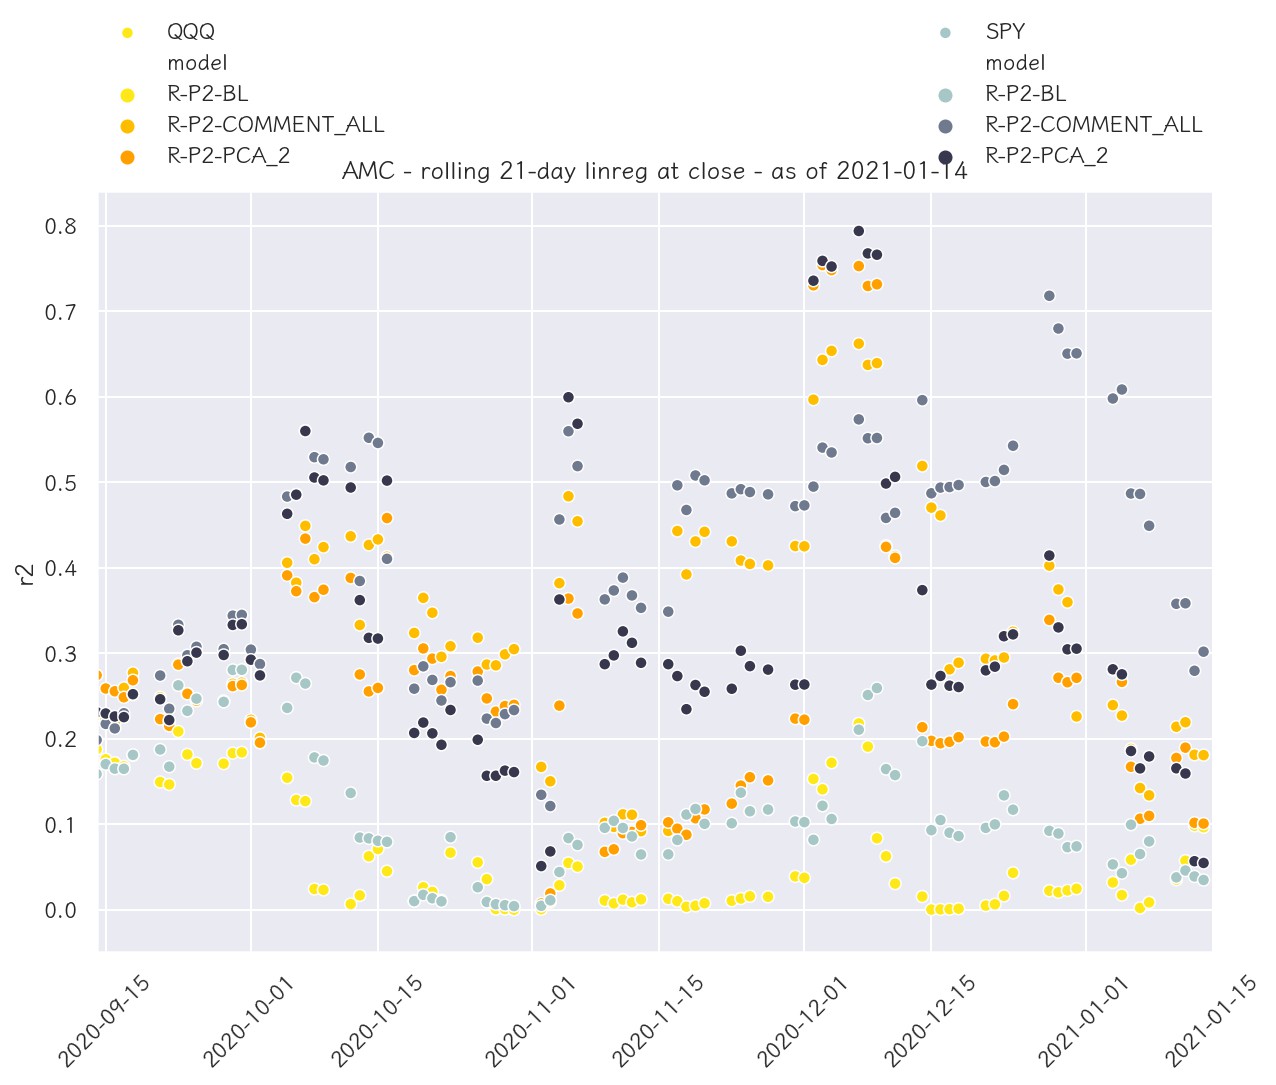 QQQ
model
R-P2-BL
R-P2-COMMENT_ALL
R-P2-PCA_2
SPY
model
R-P2-BL
R-P2-COMMENT_ALL
R-P2-PCA_2
AMC - rolling 21-day linreg at close - as of 2021-01-14
0.8
0.7
0.6
0.5
0.4
0.3
0.2
0.1
0.0
r2
2020-09-15
2020-10-01
2020-10-15
2020-11-01
2020-11-15
2020-12-01
2020-12-15
2021-01-01
2021-01-15